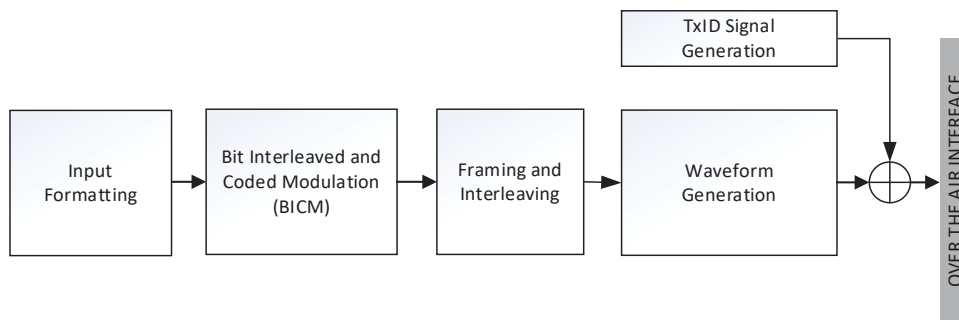 TxID Signal
Generation
Input
Formatting
Bit Interleaved and
Coded Modulation
(BICM)
Framing and
Interleaving
Waveform
Generation
OVER THE AIR INTERFACE